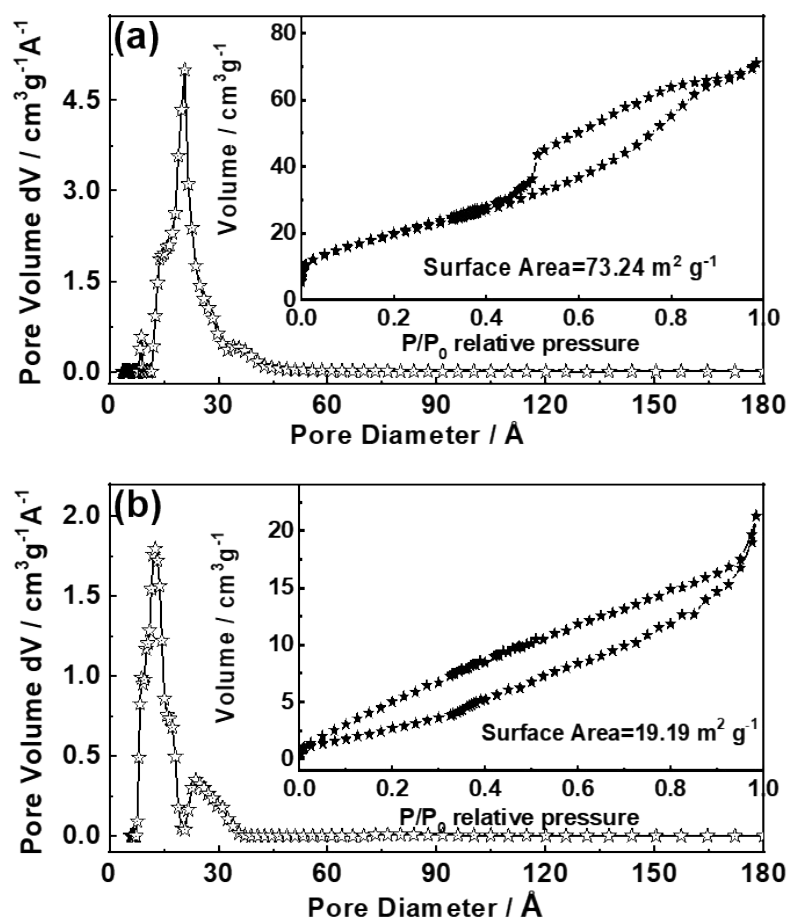 (a)
Pore Volume dV / cm³g⁻¹A⁻¹
4.5
3.0
1.5
0.0
0 30 60 90 120 150 180
Pore Diameter / Å
Volume / cm³g⁻¹
80
60
40
20
0
0.0 0.2 0.4 0.6 0.8 1.0
P/P₀ relative pressure
Surface Area=73.24 m² g⁻¹
(b)
Pore Volume dV / cm³g⁻¹A⁻¹
2.0
1.5
1.0
0.5
0.0
0 30 60 90 120 150 180
Pore Diameter / Å
Volume / cm³g⁻¹
20
15
10
5
0
0.0 0.2 0.4 0.6 0.8 1.0
P/P₀ relative pressure
Surface Area=19.19 m² g⁻¹